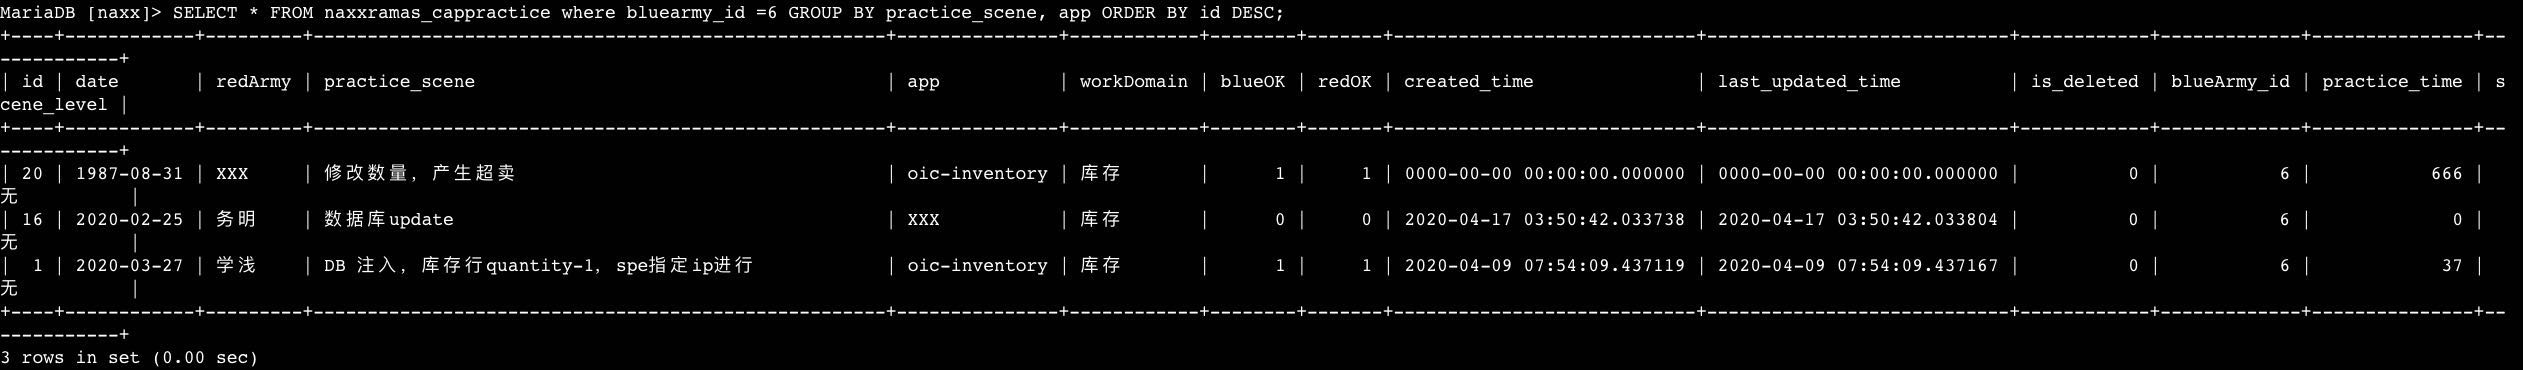 MariaDB [naxx]> SELECT * FROM naxxramas_cappractice where bluearmy_id =6 GROUP BY practice_scene, app ORDER BY id DESC;
+----+------------+---------+-----------------------------------------------------+---------------+------------+--------+-------+----------------------------+----------------------------+------------+-------------+---------------+--
-----------+
| id | date       | redArmy | practice_scene                                      | app           | workDomain | blueOK | redOK | created_time               | last_updated_time          | is_deleted | blueArmy_id | practice_time | s
cene_level |
+----+------------+---------+-----------------------------------------------------+---------------+------------+--------+-------+----------------------------+----------------------------+------------+-------------+---------------+--
-----------+
| 20 | 1987-08-31 | XXX     | 修改数量，产生超卖                                  | oic-inventory | 库存       |      1 |     1 | 0000-00-00 00:00:00.000000 | 0000-00-00 00:00:00.000000 |          0 |           6 |           666 |
无          |
| 16 | 2020-02-25 | 务明    | 数据库update                                        | XXX           | 库存       |      0 |     0 | 2020-04-17 03:50:42.033738 | 2020-04-17 03:50:42.033804 |          0 |           6 |             0 |
无          |
|  1 | 2020-03-27 | 学浅    | DB 注入，库存行quantity-1，spe指定ip进行            | oic-inventory | 库存       |      1 |     1 | 2020-04-09 07:54:09.437119 | 2020-04-09 07:54:09.437167 |          0 |           6 |            37 |
无          |
+----+------------+---------+-----------------------------------------------------+---------------+------------+--------+-------+----------------------------+----------------------------+------------+-------------+---------------+--
-----------+
3 rows in set (0.00 sec)